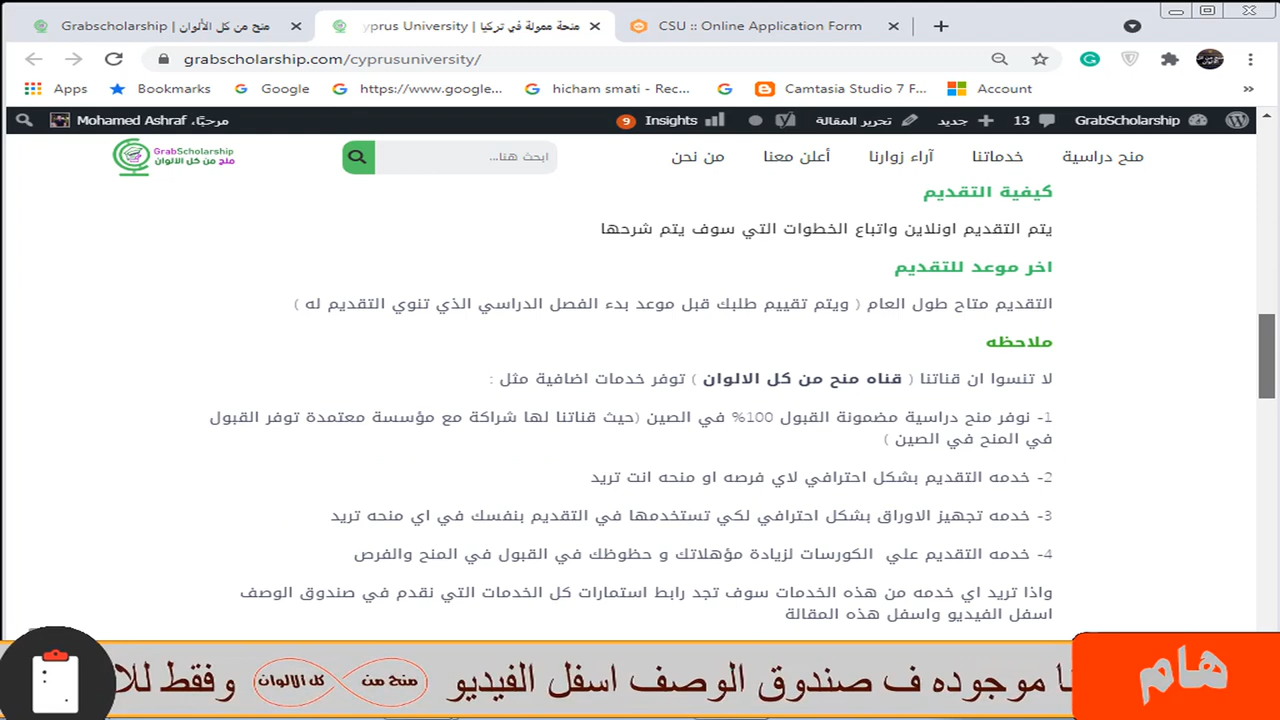 منح من كل الألوان | Grabscholarship
منحة ممولة في تركيا | yprus University
CSU :: Online Application Form
grabscholarship.com/cyprusuniversity/
Apps
Bookmarks
Google
https://www.google...
hicham smati - Rec...
Camtasia Studio 7 F...
Account
»
مرحبًا، Mohamed Ashraf
9
Insights
تحرير المقالة
جديد
13
GrabScholarship
GrabScholarship
منح من كل الالوان
ابحث هنا...
منح دراسية
خدماتنا
آراء زوارنا
أعلن معنا
من نحن
كيفية التقديم
يتم التقديم اونلاين واتباع الخطوات التي سوف يتم شرحها
اخر موعد للتقديم
التقديم متاح طول العام ( ويتم تقييم طلبك قبل موعد بدء الفصل الدراسي الذي تنوي التقديم له )
ملاحظه
لا تنسوا ان قناتنا ( قناه منح من كل الالوان ) توفر خدمات اضافية مثل :
1- نوفر منح دراسية مضمونة القبول 100% في الصين (حيث قناتنا لها شراكة مع مؤسسة معتمدة توفر القبول
في المنح في الصين )
2- خدمه التقديم بشكل احترافي لاي فرصه او منحه انت تريد
3- خدمه تجهيز الاوراق بشكل احترافي لكي تستخدمها في التقديم بنفسك في اي منحه تريد
4- خدمه التقديم علي الكورسات لزيادة مؤهلاتك و حظوظك في القبول في المنح والفرص
واذا تريد اي خدمه من هذه الخدمات سوف تجد رابط استمارات كل الخدمات التي نقدم في صندوق الوصف
اسفل الفيديو واسفل هذه المقالة
هام
نا موجوده ف صندوق الوصف اسفل الفيديو
منح من
كل الالوان
وفقط للا